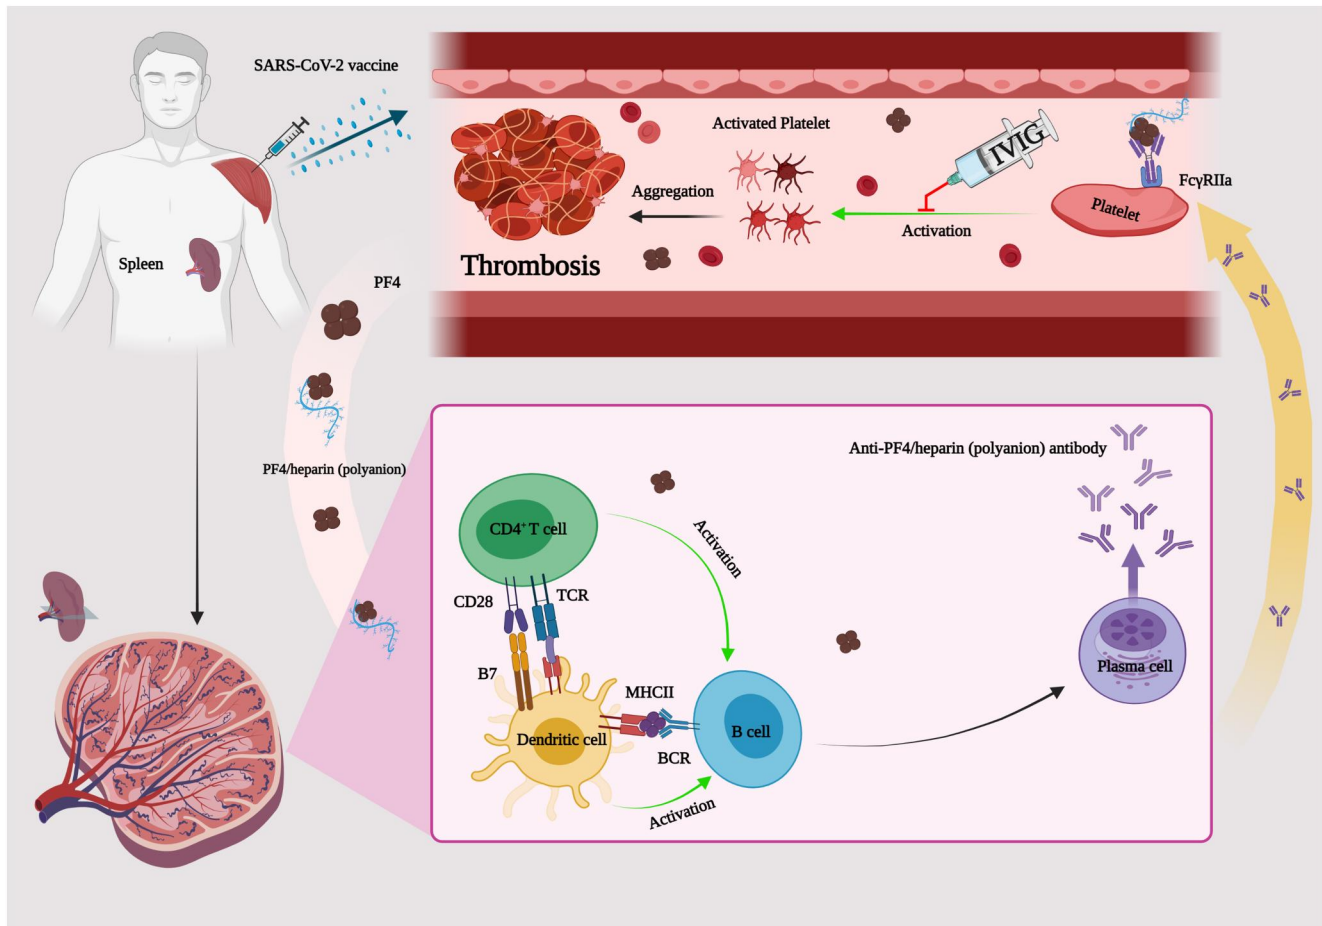 SARS-CoV-2 vaccine
Spleen
PF4
PF4/heparin (polyanion)
Activated Platelet
IVIG
Aggregation
Activation
FcγRIIa
Platelet
Thrombosis
Anti-PF4/heparin (polyanion) antibody
CD4⁺ T cell
Activation
CD28
TCR
B7
MHCII
Dendritic cell
B cell
BCR
Activation
Plasma cell